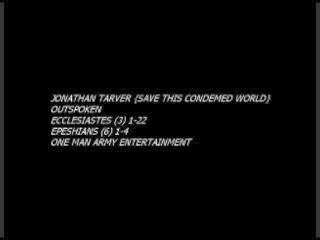 JONATHAN TARVER {SAVE THIS CONDEMED WORLD}
OUTSPOKEN
ECCLESIASTES (3) 1-22
EPESHIANS (6) 1-4
ONE MAN ARMY ENTERTAINMENT